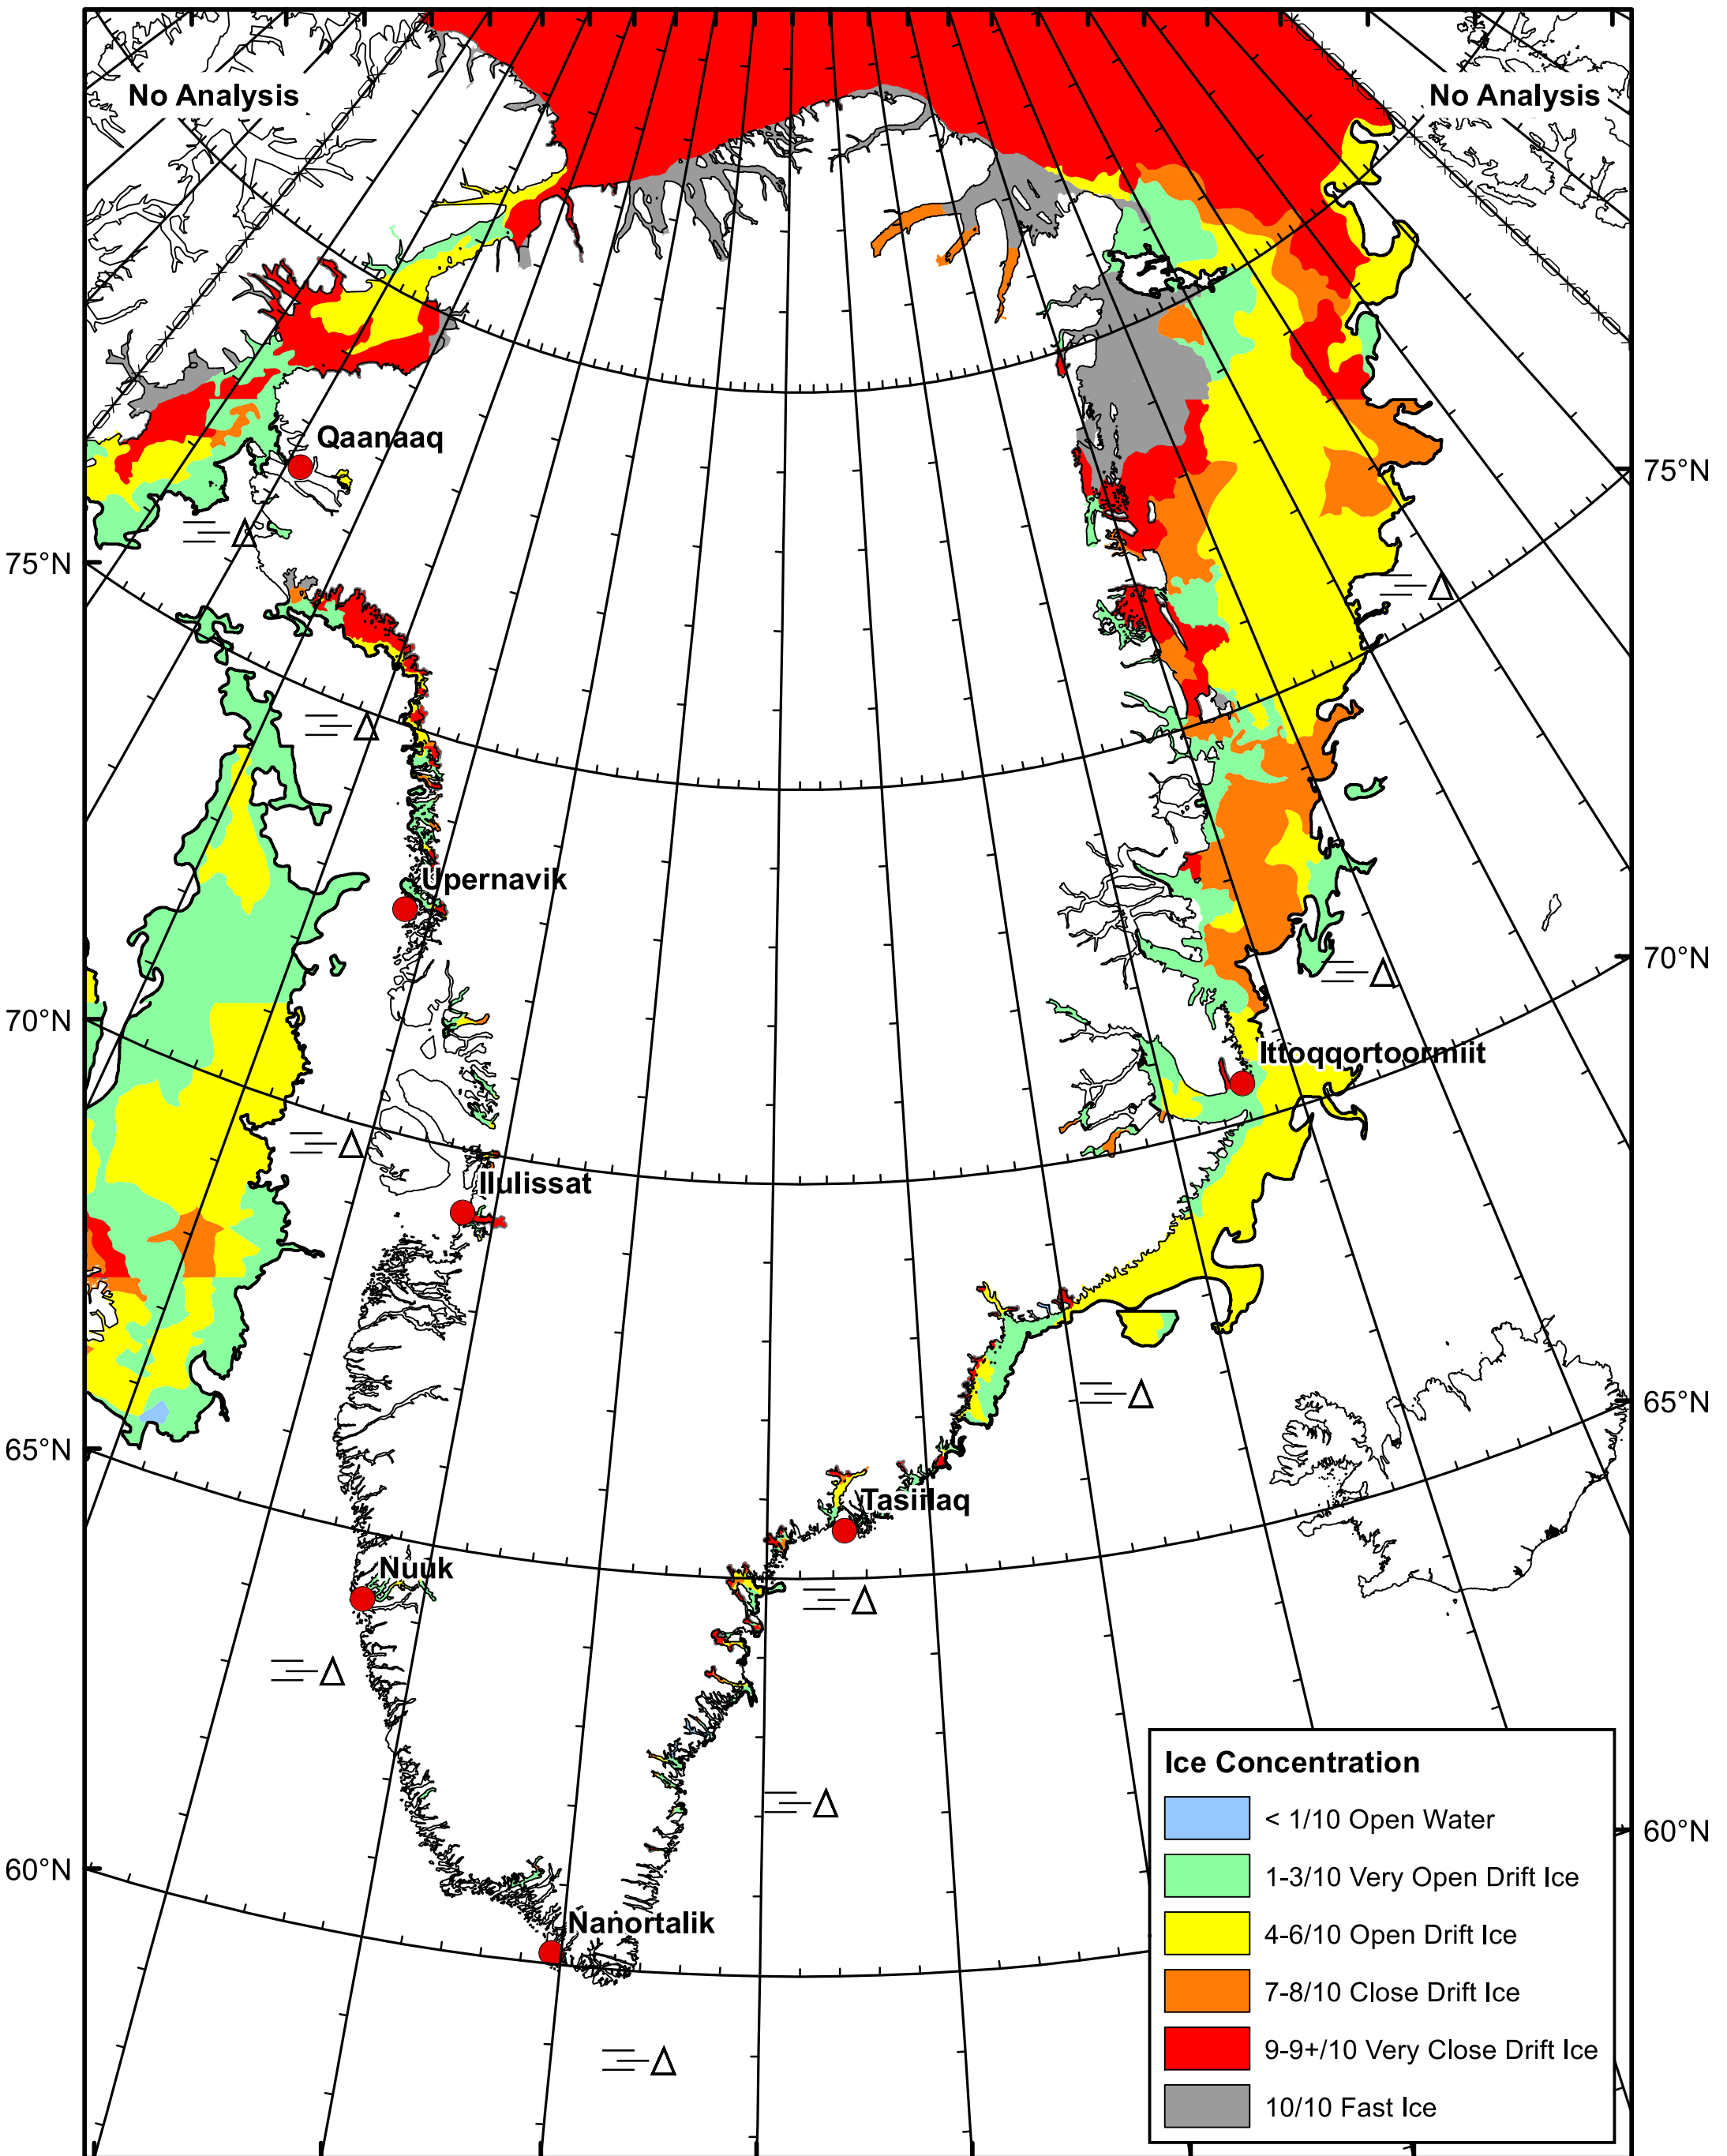 No Analysis
No Analysis
Qaanaaq
75°N
75°N
Upernavik
70°N
70°N
Ittoqqortoormiit
Ilulissat
65°N
65°N
Tasiilaq
Nuuk
60°N
60°N
Nanortalik
Ice Concentration
< 1/10 Open Water
1-3/10 Very Open Drift Ice
4-6/10 Open Drift Ice
7-8/10 Close Drift Ice
9-9+/10 Very Close Drift Ice
10/10 Fast Ice